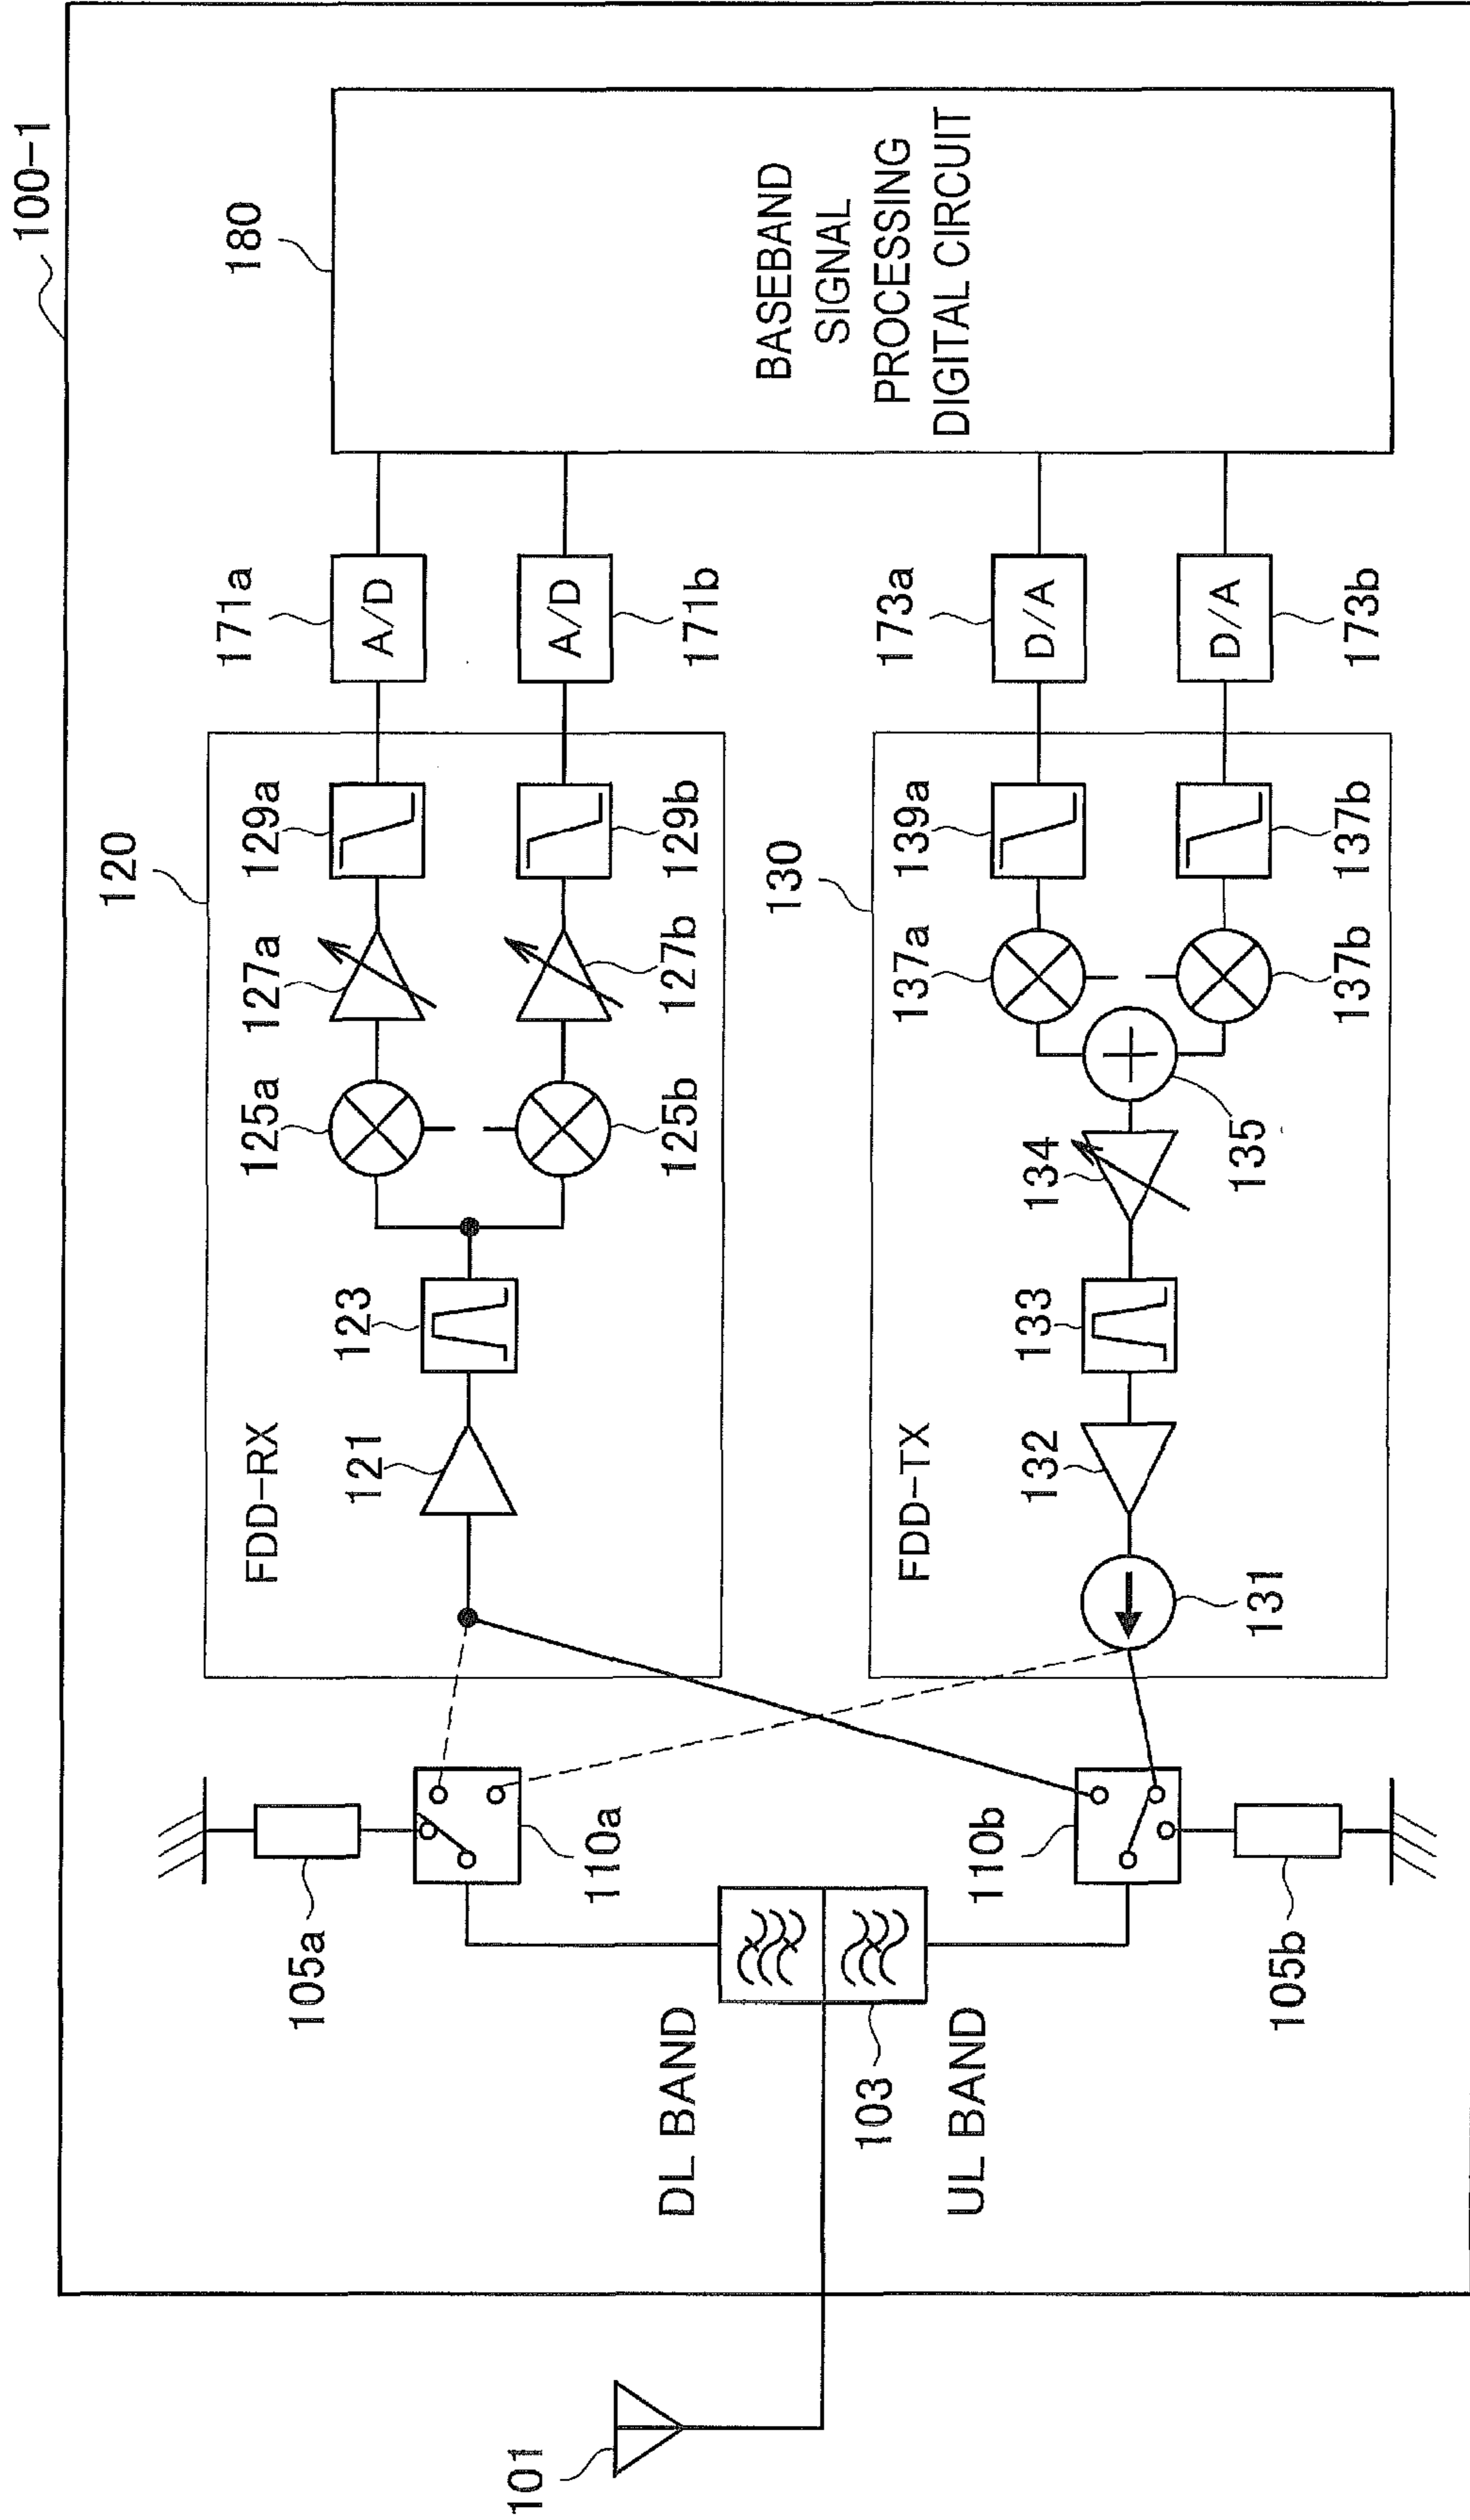 100-1
180
BASEBAND
SIGNAL
PROCESSING
DIGITAL CIRCUIT
171a
A/D
A/D
171b
173a
D/A
D/A
173b
120
129a
129b
127a
127b
125a
125b
123
121
FDD-RX
130
139a
137b
137a
137b
135
134
133
132
131
FDD-TX
105a
110a
110b
105b
DL BAND
103
UL BAND
101